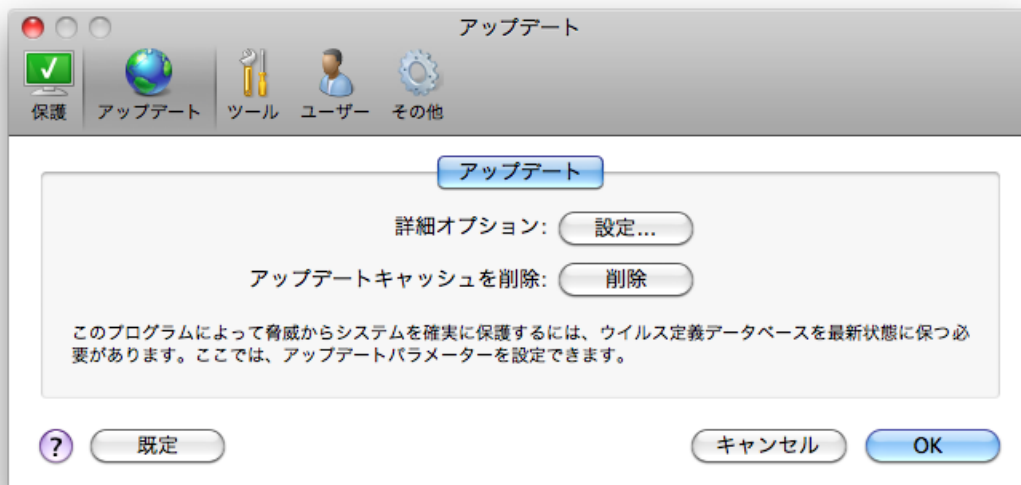 アップデート
保護
アップデート
ツール
ユーザー
その他
アップデート
詳細オプション: 設定...
アップデートキャッシュを削除: 削除
このプログラムによって脅威からシステムを確実に保護するには、ウイルス定義データベースを最新状態に保つ必
要があります。ここでは、アップデートパラメーターを設定できます。
? 既定 キャンセル OK